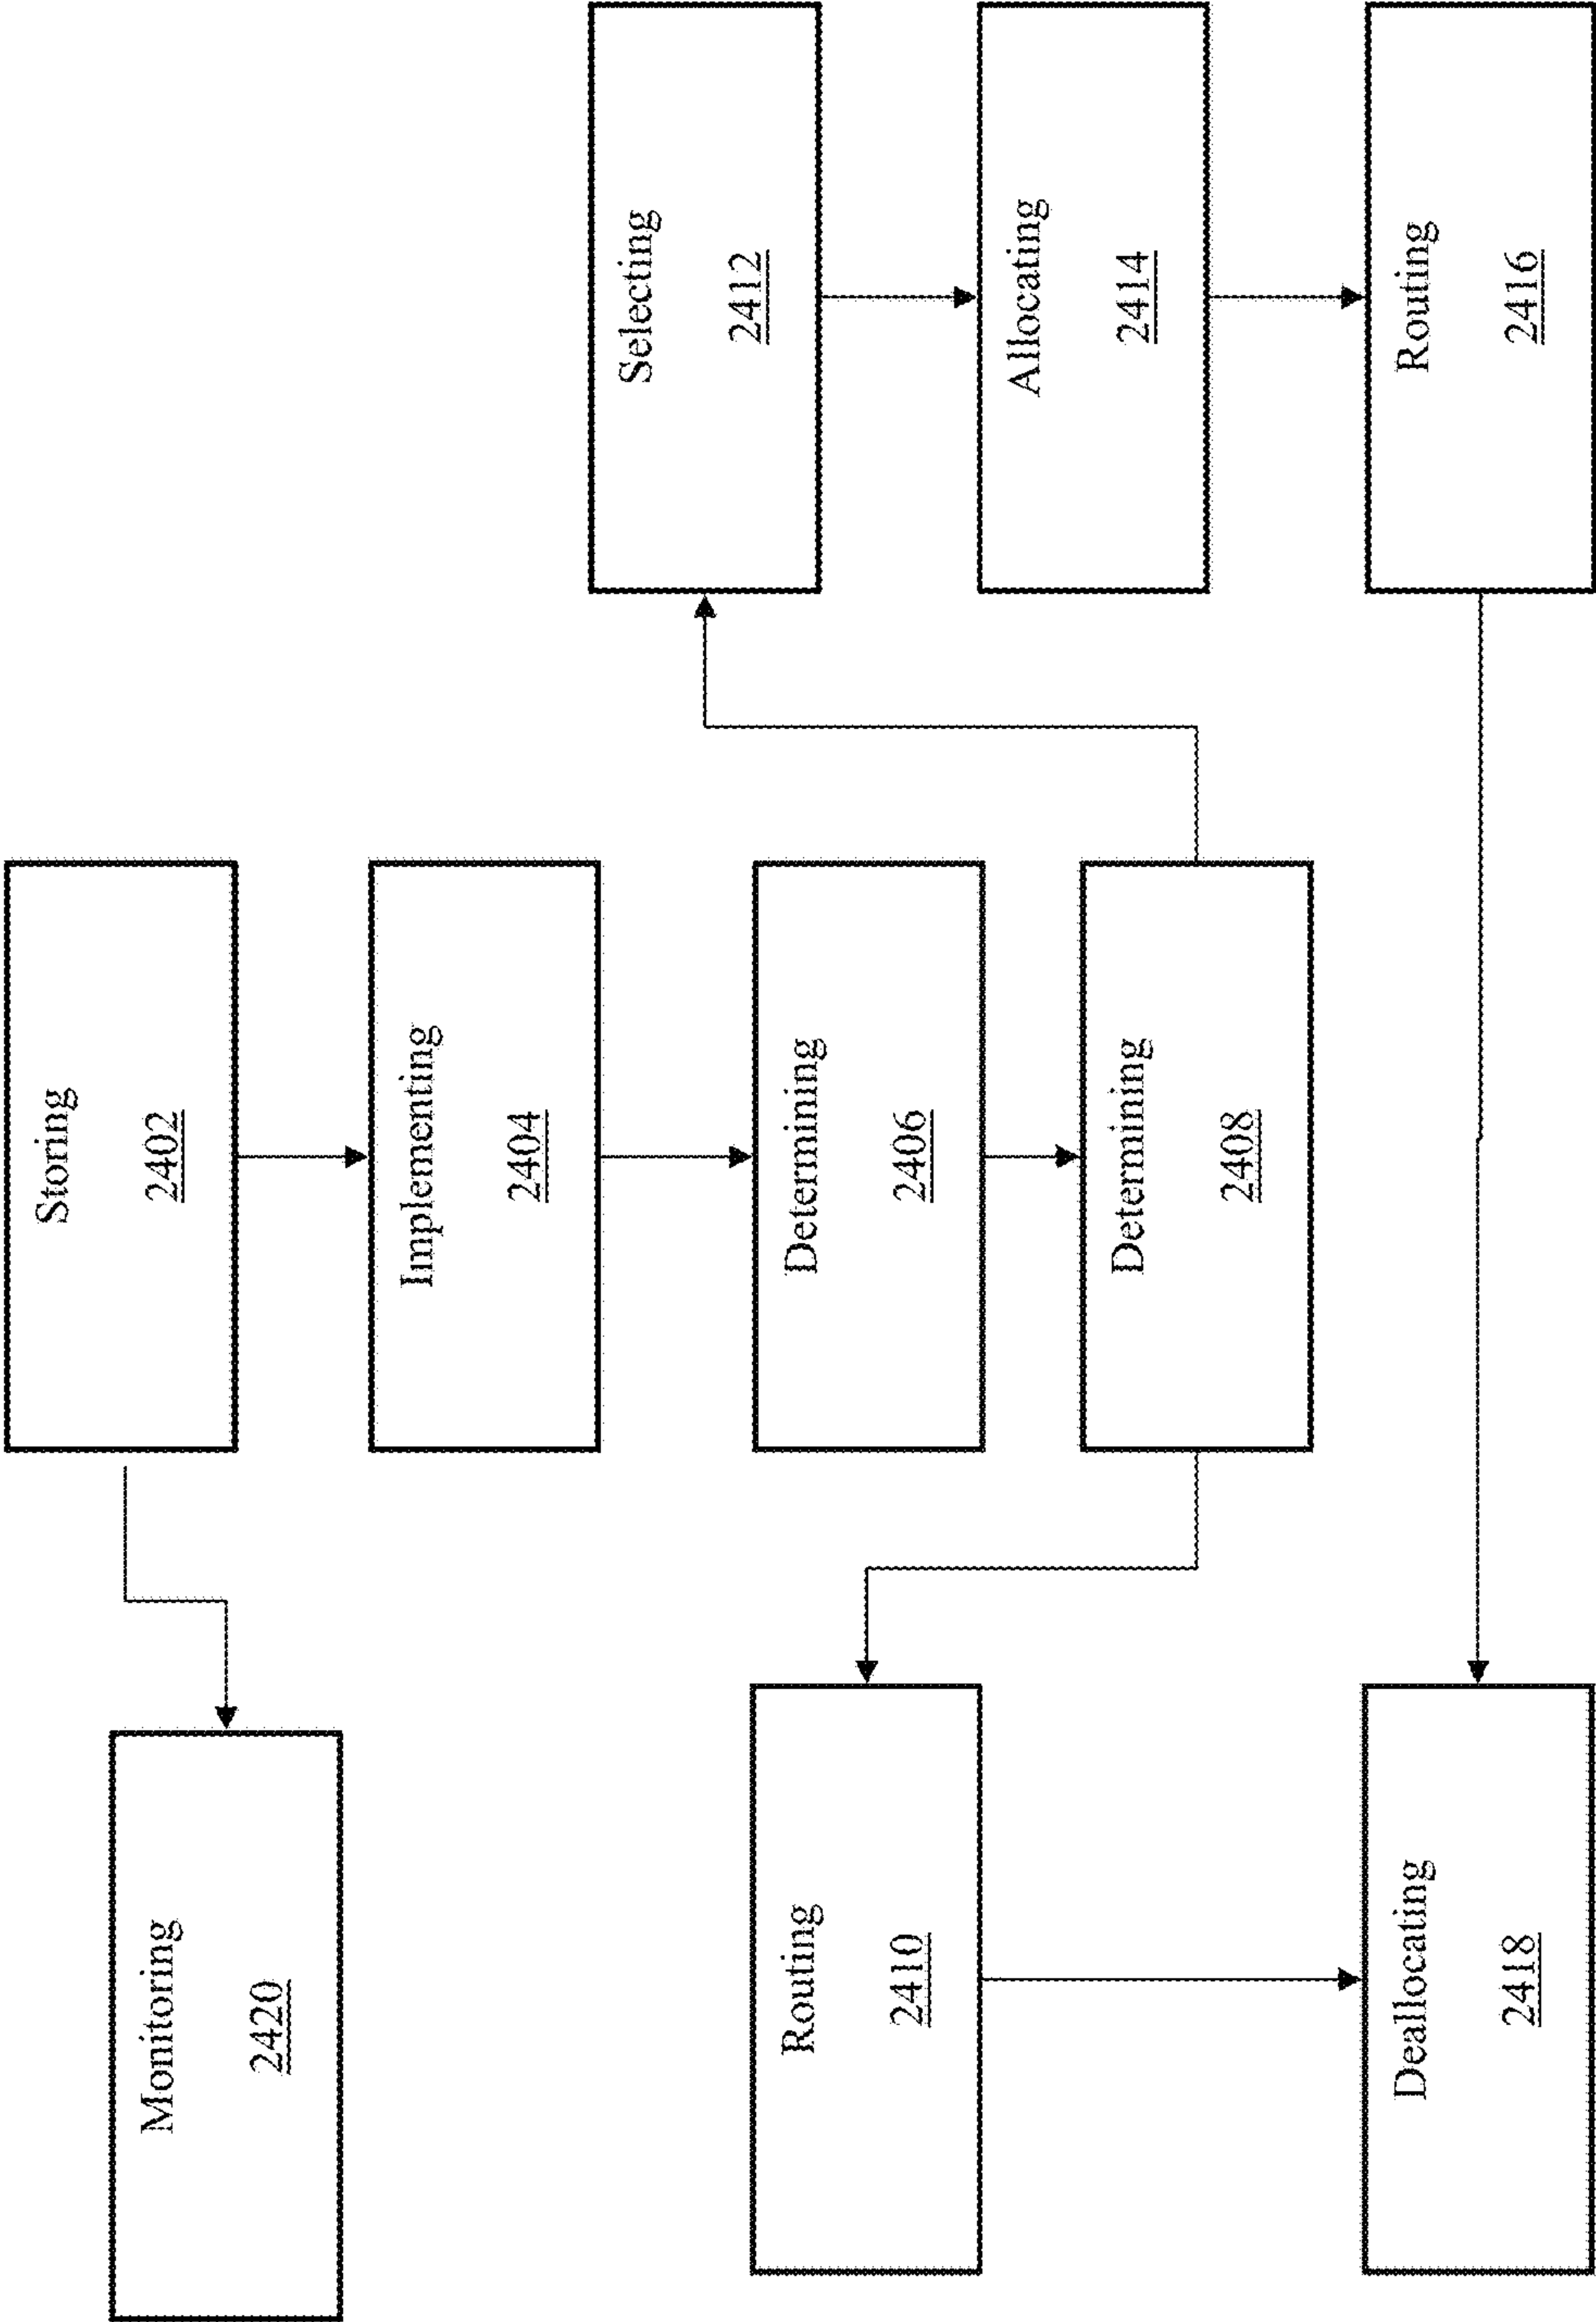 Storing
2402
Implementing
2404
Determining
2406
Determining
2408
Monitoring
2420
Routing
2410
Selecting
2412
Allocating
2414
Routing
2416
Deallocating
2418